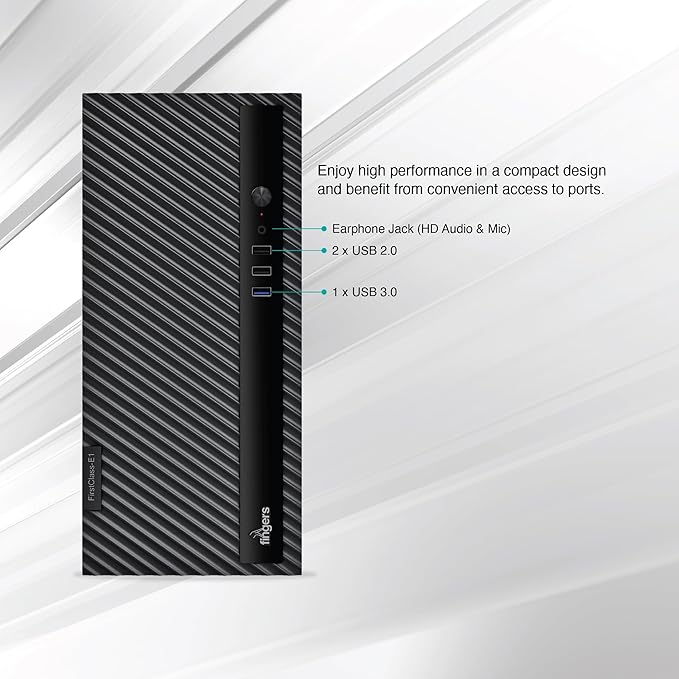 Enjoy high performance in a compact design
and benefit from convenient access to ports.
Earphone Jack (HD Audio & Mic)
2 x USB 2.0
1 x USB 3.0
FirstClass-E1
fingers